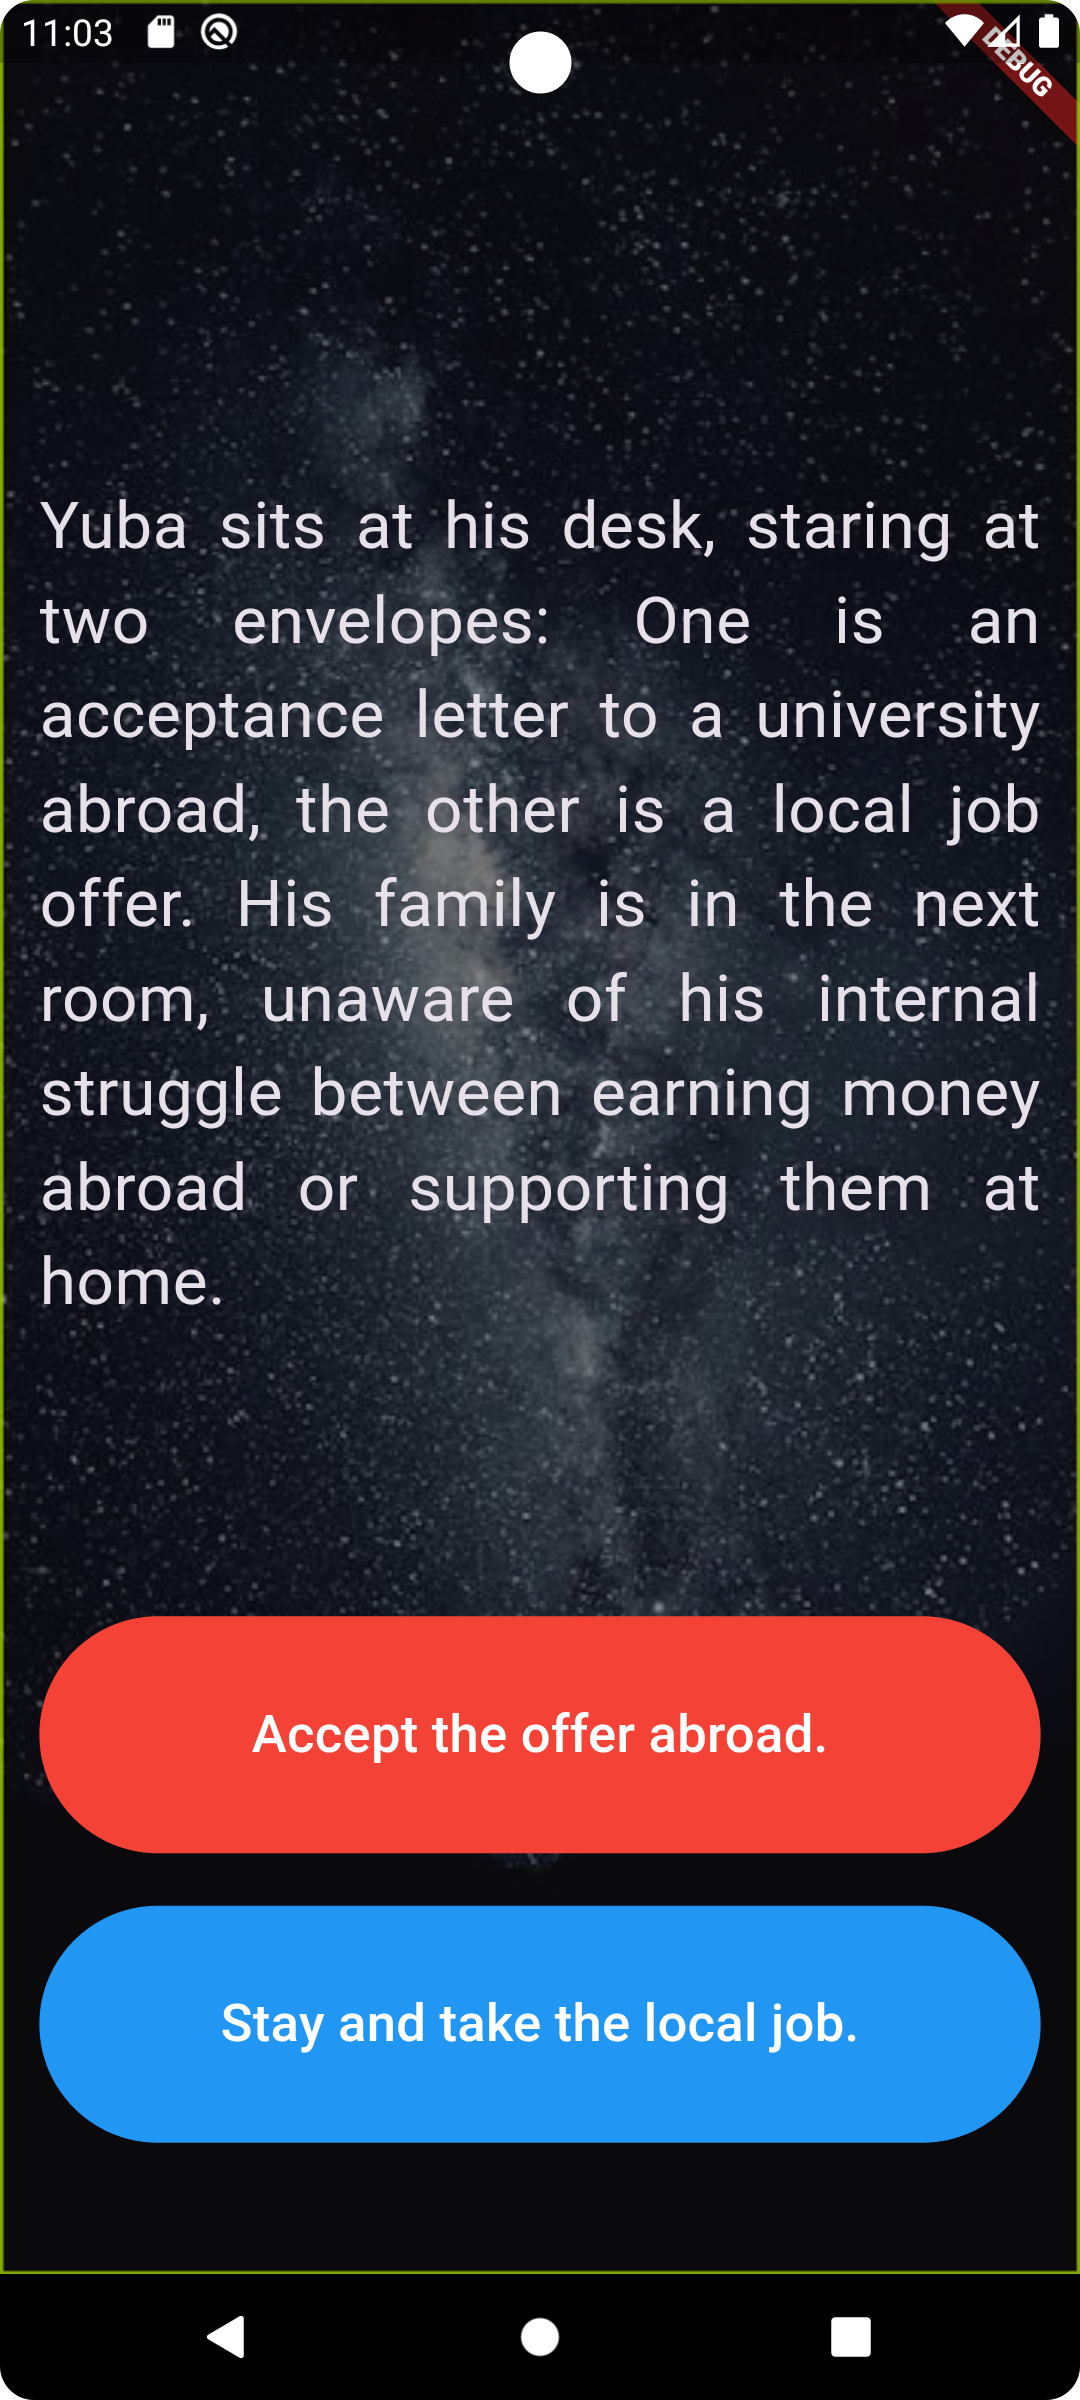 11:03
DEBUG
Yuba sits at his desk, staring at
two envelopes: One is an
acceptance letter to a university
abroad, the other is a local job
offer. His family is in the next
room, unaware of his internal
struggle between earning money
abroad or supporting them at
home.
Accept the offer abroad.
Stay and take the local job.